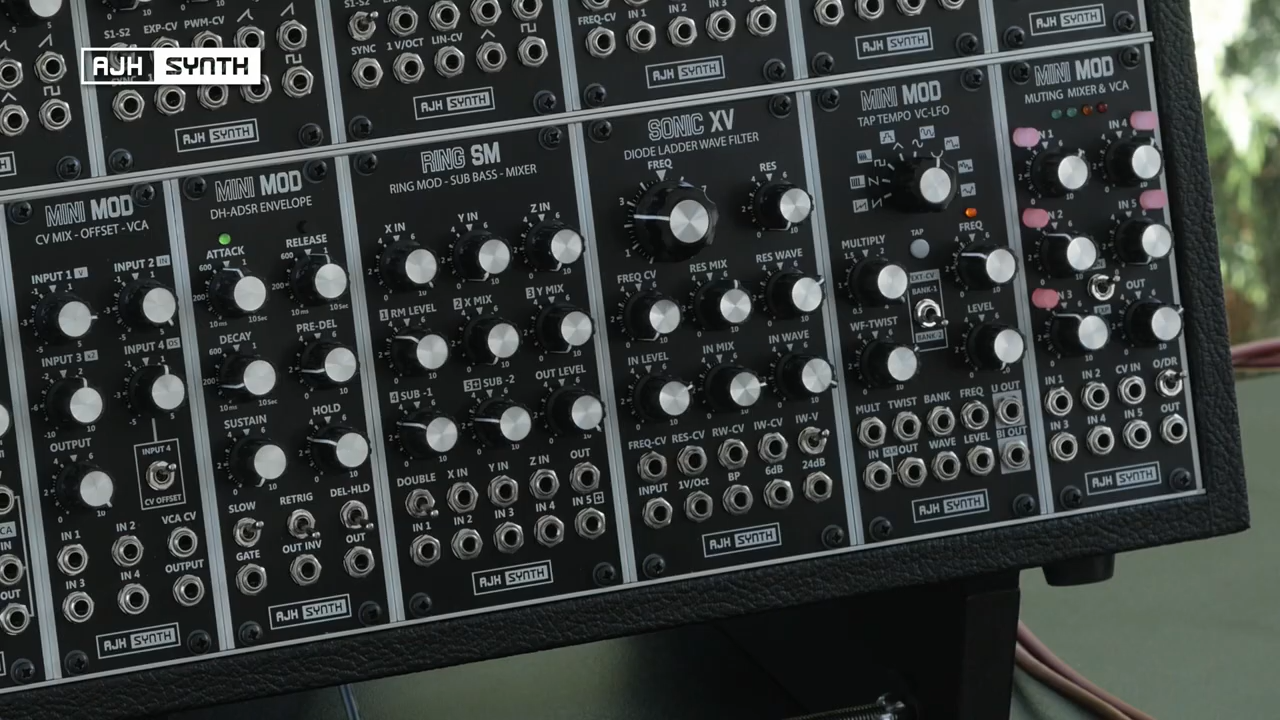 AJH SYNTH
S1-S2 EXP-CV PWM-CV
SYNC 1 V/OCT LIN-CV
FREQ-CV IN 1 IN 2 IN 3
AJH SYNTH
AJH SYNTH
AJH SYNTH
AJH SYNTH
AJH SYNTH
MINI MOD
CV MIX - OFFSET - VCA
INPUT 1 V INPUT 2 IN
INPUT 3 X2 INPUT 4 OS
OUTPUT
INPUT 4
CV OFFSET
IN 1 IN 2 VCA CV
IN 3 IN 4 OUTPUT
AJH SYNTH
MINI MOD
DH-ADSR ENVELOPE
ATTACK RELEASE
DECAY PRE-DEL
SUSTAIN HOLD
SLOW RETRIG DEL-HLD
GATE OUT INV OUT
AJH SYNTH
RING SM
RING MOD - SUB BASS - MIXER
X IN Y IN Z IN
1 RM LEVEL 2 X MIX 3 Y MIX
4 SUB -1 5 SUB -2 OUT LEVEL
DOUBLE X IN Y IN Z IN OUT
IN 1 IN 2 IN 3 IN 4 IN 5
AJH SYNTH
SONIC XV
DIODE LADDER WAVE FILTER
FREQ RES
FREQ CV RES MIX RES WAVE
IN LEVEL IN MIX IN WAVE
FREQ-CV RES-CV RW-CV IW-CV IW-V
INPUT 1V/Oct BP 6dB 24dB
AJH SYNTH
MINI MOD
TAP TEMPO VC-LFO
TAP FREQ
MULTIPLY
EXT-CV
BANK-1
BANK-2
WF-TWIST LEVEL
MULT TWIST BANK FREQ U OUT
IN CLK OUT WAVE LEVEL BI OUT
AJH SYNTH
MINI MOD
MUTING MIXER & VCA
IN 4
IN 2 IN 5
OUT
IN 1 IN 2 CV IN O/DR
IN 3 IN 4 IN 5 OUT
AJH SYNTH